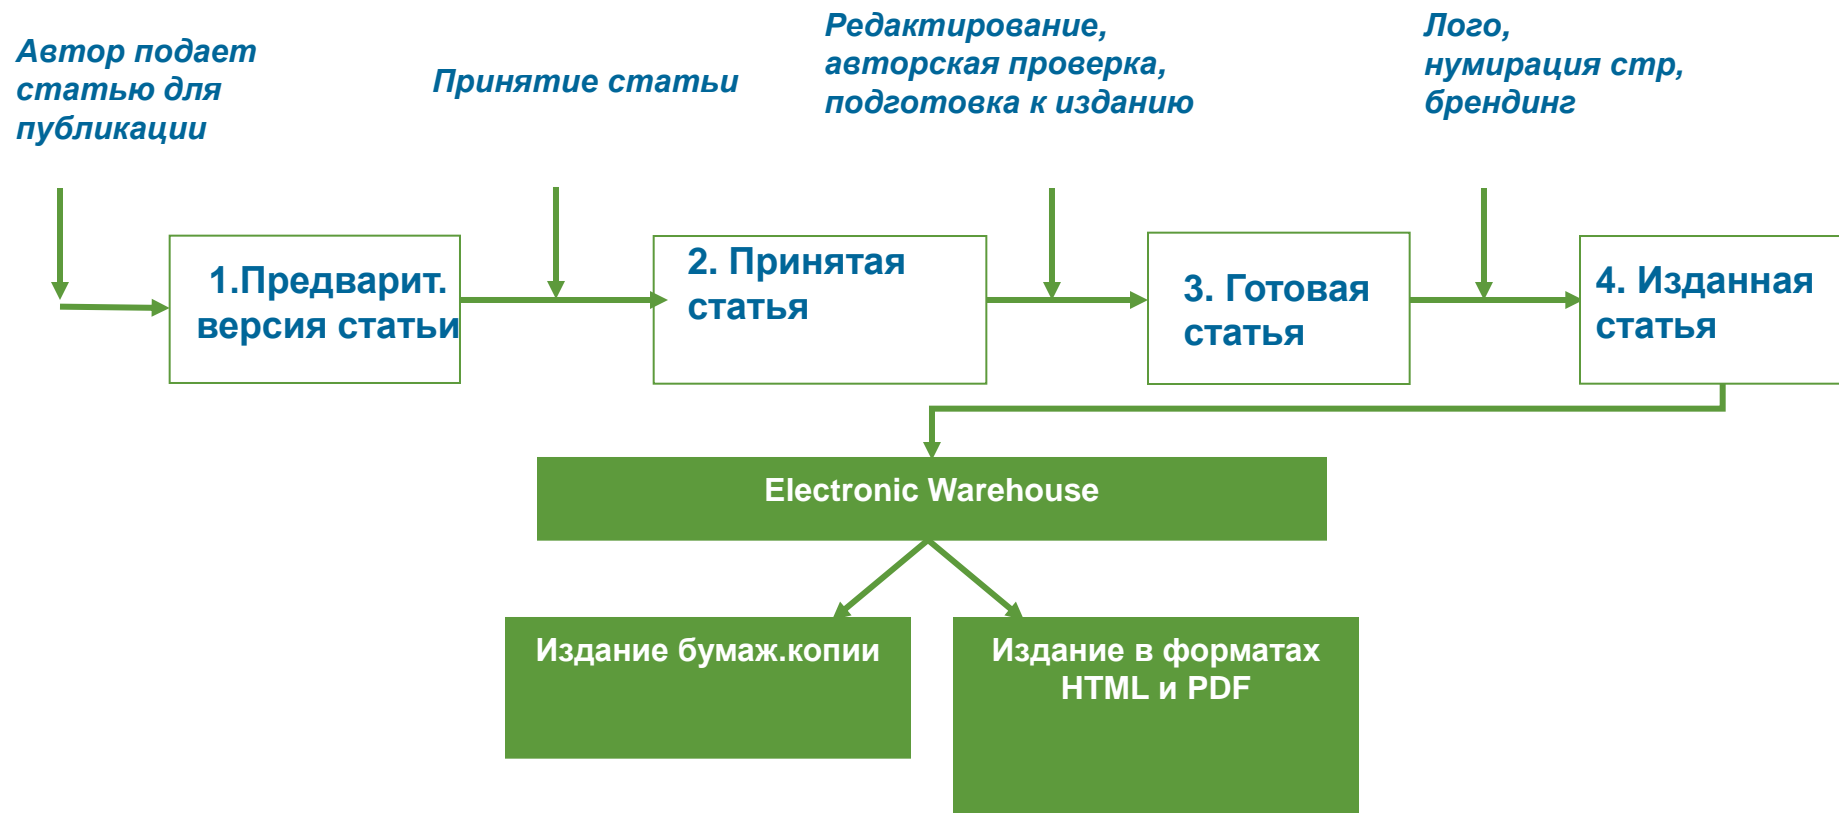 Автор подает
статью для
публикации
Принятие статьи
Редактирование,
авторская проверка,
подготовка к изданию
Лого,
нумирация стр,
брендинг
1.Предварит.
версия статьи
2. Принятая
статья
3. Готовая
статья
4. Изданная
статья
Electronic Warehouse
Издание бумаж.копии
Издание в форматах
HTML и PDF